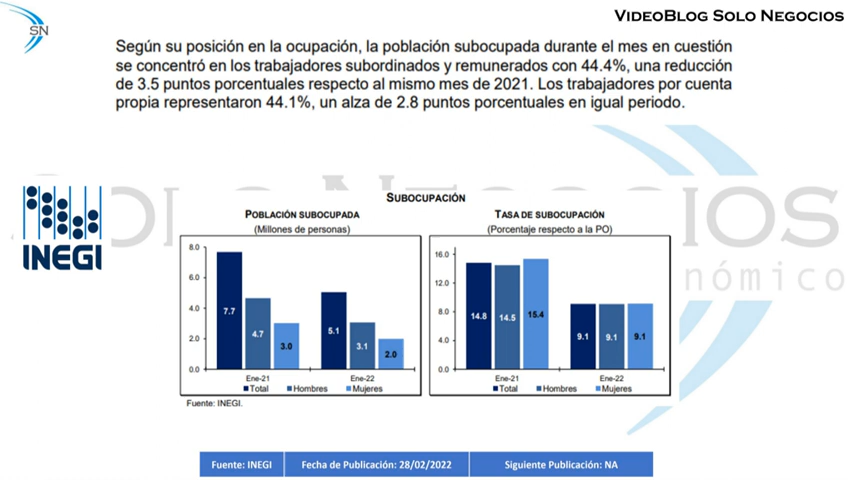 SN
VIDEOBLOG SOLO NEGOCIOS
Según su posición en la ocupación, la población subocupada durante el mes en cuestión
se concentró en los trabajadores subordinados y remunerados con 44.4%, una reducción
de 3.5 puntos porcentuales respecto al mismo mes de 2021. Los trabajadores por cuenta
propia representaron 44.1%, un alza de 2.8 puntos porcentuales en igual periodo.
INEGI
SUBOCUPACIÓN
POBLACIÓN SUBOCUPADA
(Millones de personas)
8.0
6.0
4.0
2.0
0.0
7.7
4.7
3.0
5.1
3.1
2.0
Ene-21
Ene-22
Total
Hombres
Mujeres
TASA DE SUBOCUPACIÓN
(Porcentaje respecto a la PO)
16.0
12.0
8.0
4.0
0.0
14.8
14.5
15.4
9.1
9.1
9.1
Ene-21
Ene-22
Total
Hombres
Mujeres
Fuente: INEGI.
Fuente: INEGI
Fecha de Publicación: 28/02/2022
Siguiente Publicación: NA